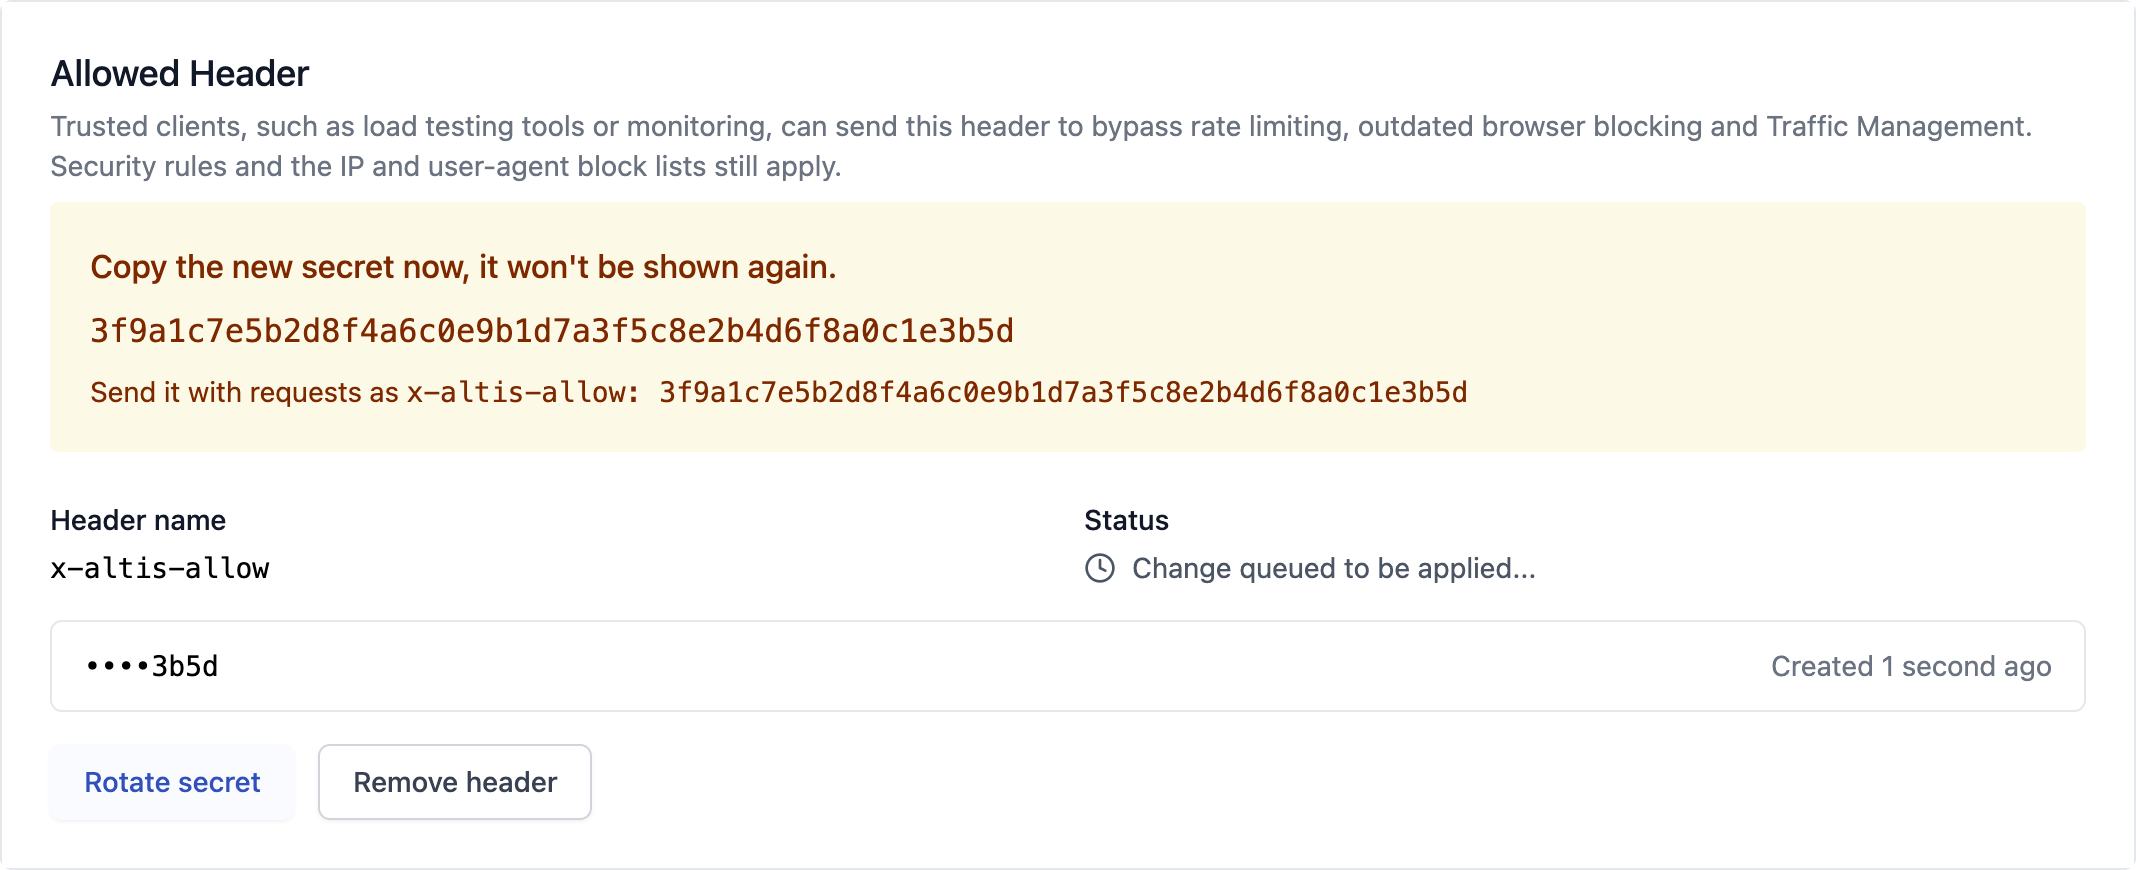 Allowed Header
Trusted clients, such as load testing tools or monitoring, can send this header to bypass rate limiting, outdated browser blocking and Traffic Management.
Security rules and the IP and user-agent block lists still apply.
Copy the new secret now, it won't be shown again.
3f9a1c7e5b2d8f4a6c0e9b1d7a3f5c8e2b4d6f8a0c1e3b5d
Send it with requests as x-altis-allow: 3f9a1c7e5b2d8f4a6c0e9b1d7a3f5c8e2b4d6f8a0c1e3b5d
Header name
x-altis-allow
Status
Change queued to be applied...
••••3b5d
Created 1 second ago
Rotate secret
Remove header